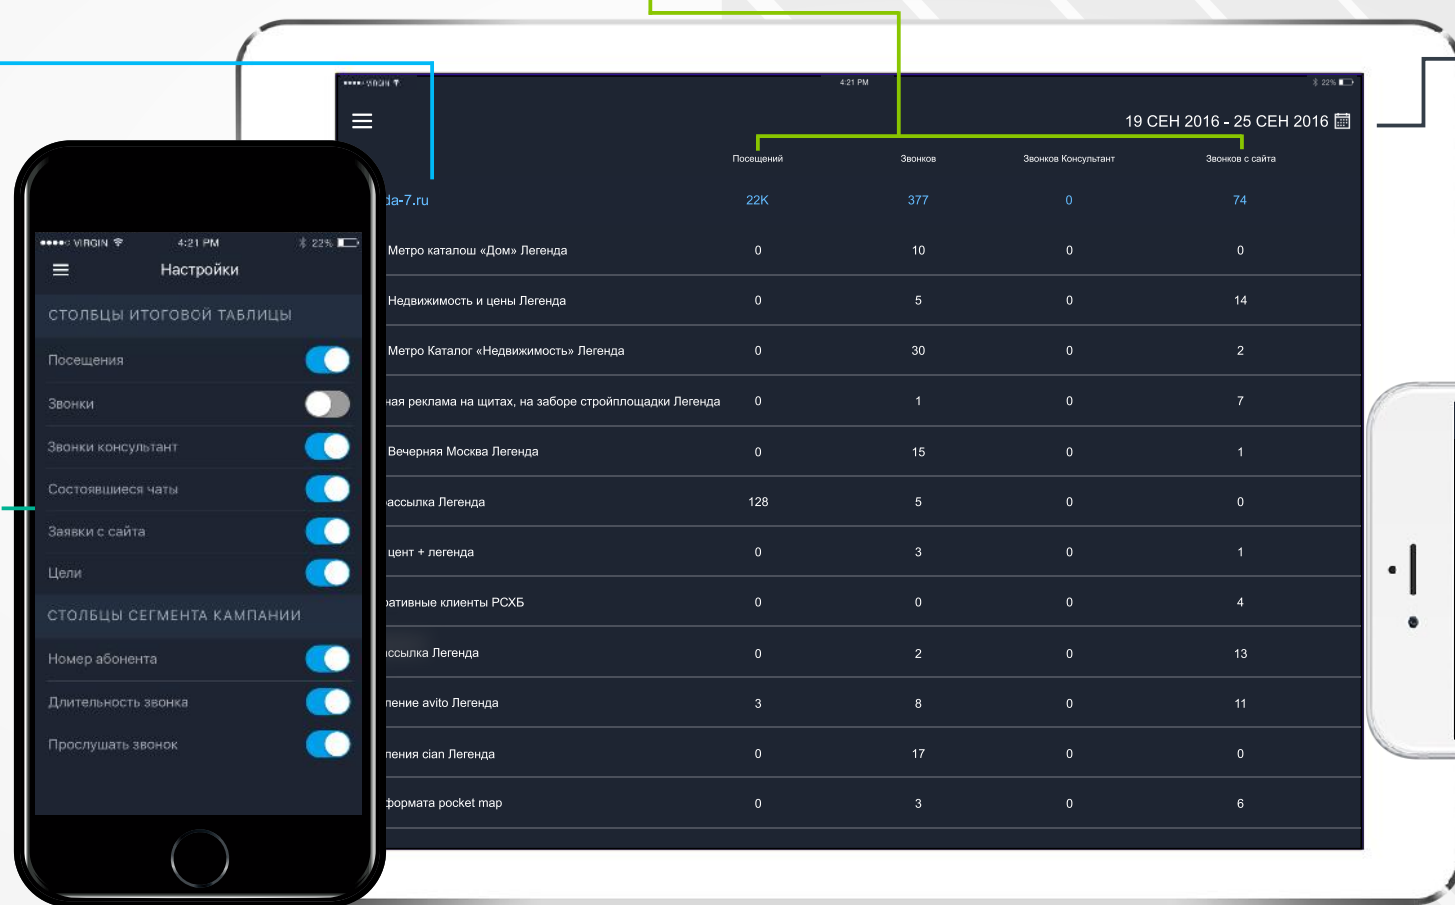 VIRGIN 4:21 PM 22%
19 СЕН 2016 - 25 СЕН 2016
Посещений Звонков Звонков Консультант Звонков с сайта
da-7.ru 22K 377 0 74
Метро каталош «Дом» Легенда 0 10 0 0
Недвижимость и цены Легенда 0 5 0 14
Метро Каталог «Недвижимость» Легенда 0 30 0 2
ная реклама на щитах, на заборе стройплощадки Легенда 0 1 0 7
Вечерняя Москва Легенда 0 15 0 1
рассылка Легенда 128 5 0 0
цент + легенда 0 3 0 1
ративные клиенты РСХБ 0 0 0 4
ссылка Легенда 0 2 0 13
ление avito Легенда 3 8 0 11
ления cian Легенда 0 17 0 0
формата pocket map 0 3 0 6
VIRGIN 4:21 PM 22%
Настройки
СТОЛБЦЫ ИТОГОВОЙ ТАБЛИЦЫ
Посещения
Звонки
Звонки консультант
Состоявшиеся чаты
Заявки с сайта
Цели
СТОЛБЦЫ СЕГМЕНТА КАМПАНИИ
Номер абонента
Длительность звонка
Прослушать звонок